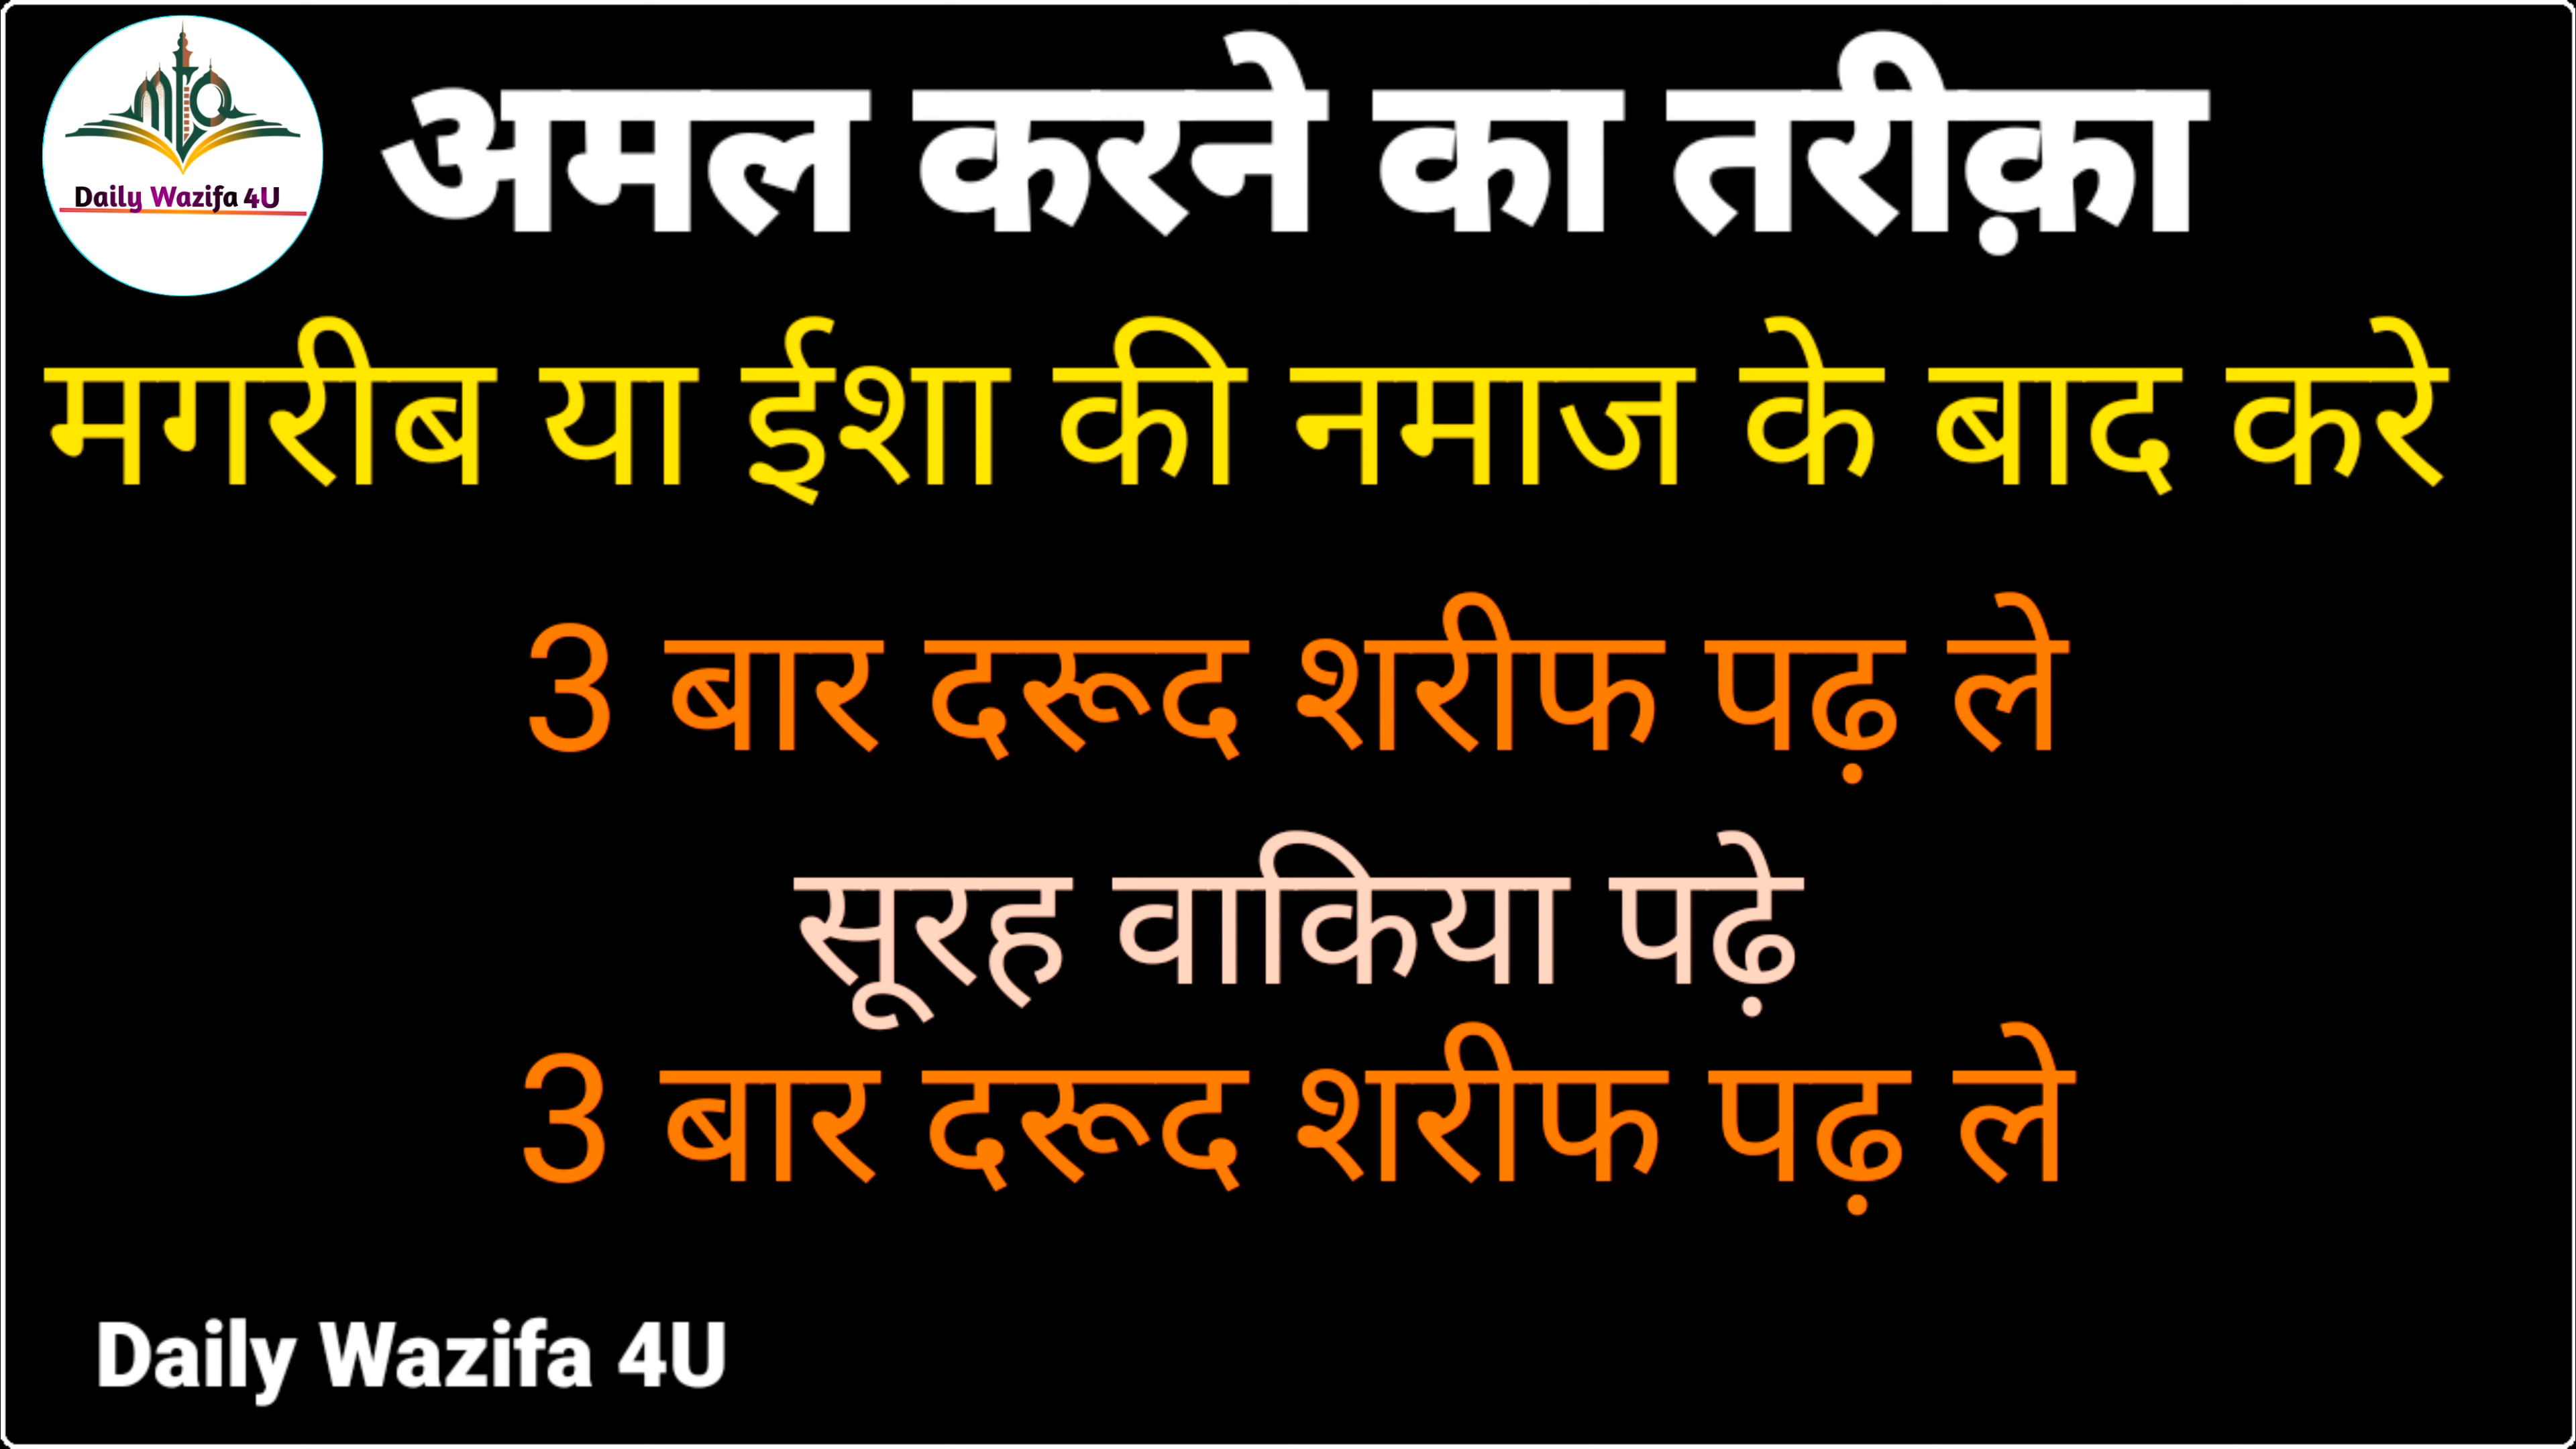 Daily Wazifa 4U
अमल करने का तरीक़ा
मगरीब या ईशा की नमाज के बाद करे
3 बार दरूद शरीफ पढ़ ले
सूरह वाकिया पढ़े
3 बार दरूद शरीफ पढ़ ले
Daily Wazifa 4U